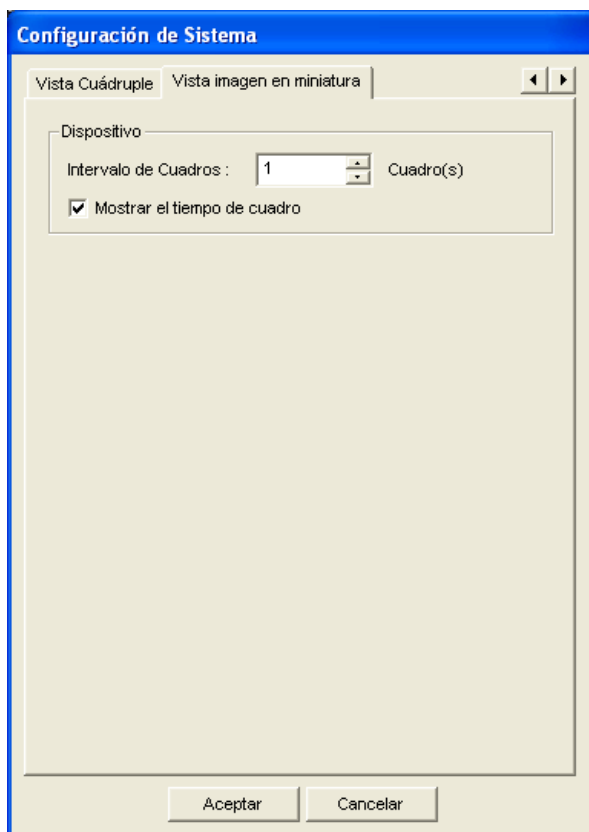 Configuración de Sistema
Vista Cuádruple Vista imagen en miniatura
Dispositivo
Intervalo de Cuadros : 1 Cuadro(s)
Mostrar el tiempo de cuadro
Aceptar Cancelar